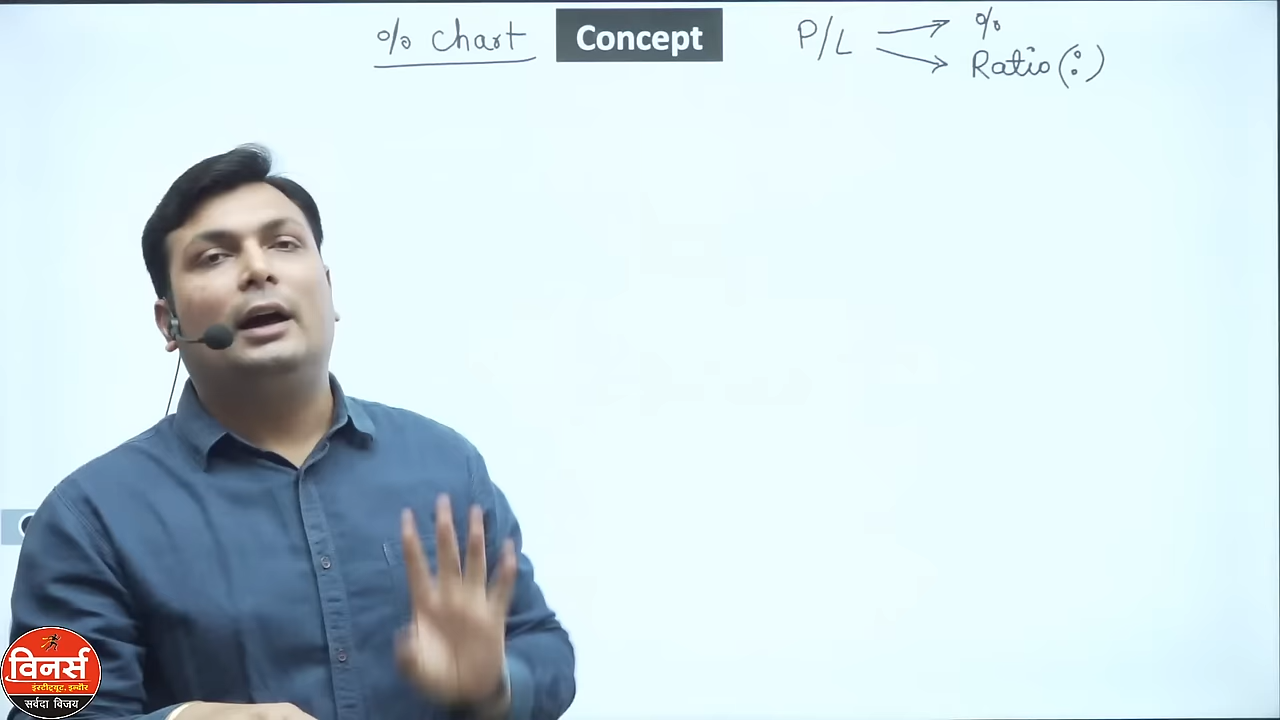 % chart Concept P/L → %
→ Ratio (:)
विनर्स
इंस्टीट्यूट, इन्दौर
सर्वदा विजय